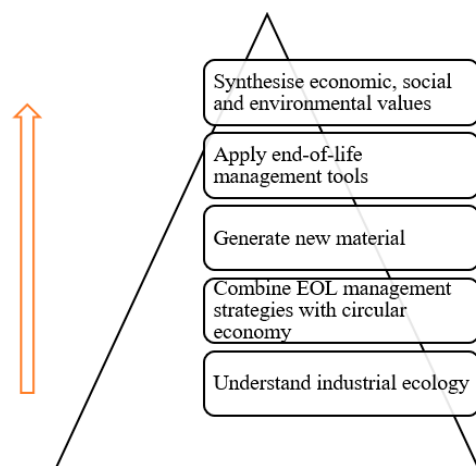 Synthesise economic, social
and environmental values
Apply end-of-life
management tools
Generate new material
Combine EOL management
strategies with circular
economy
Understand industrial ecology